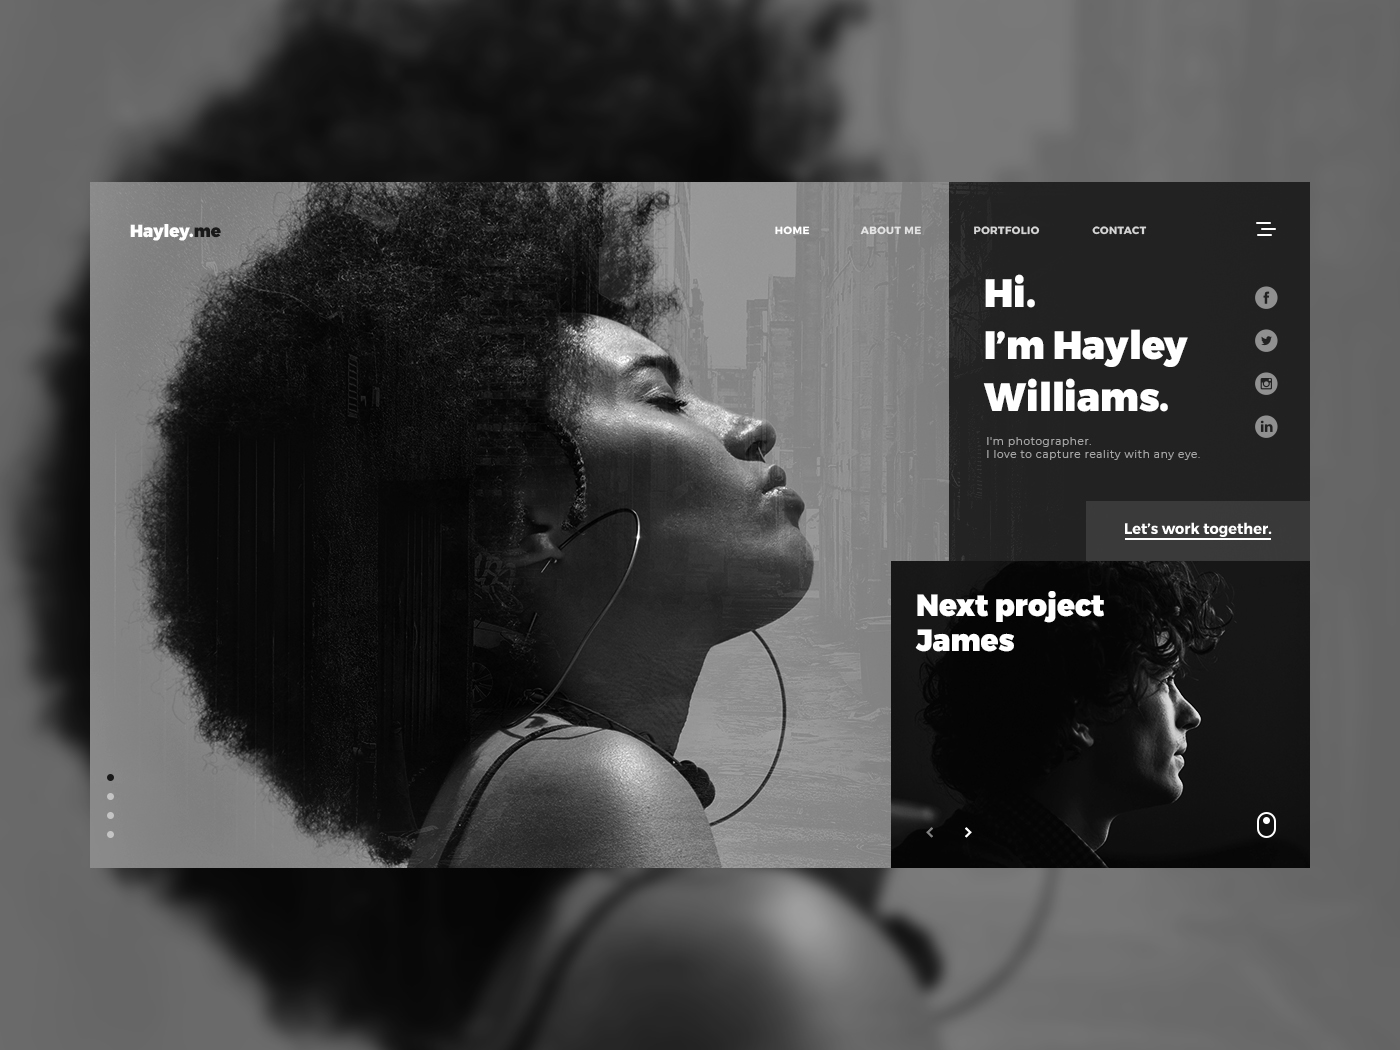 Hayley.me
HOME ABOUT ME PORTFOLIO CONTACT
Hi.
I’m Hayley
Williams.
I'm photographer.
I love to capture reality with any eye.
Let’s work together.
Next project
James